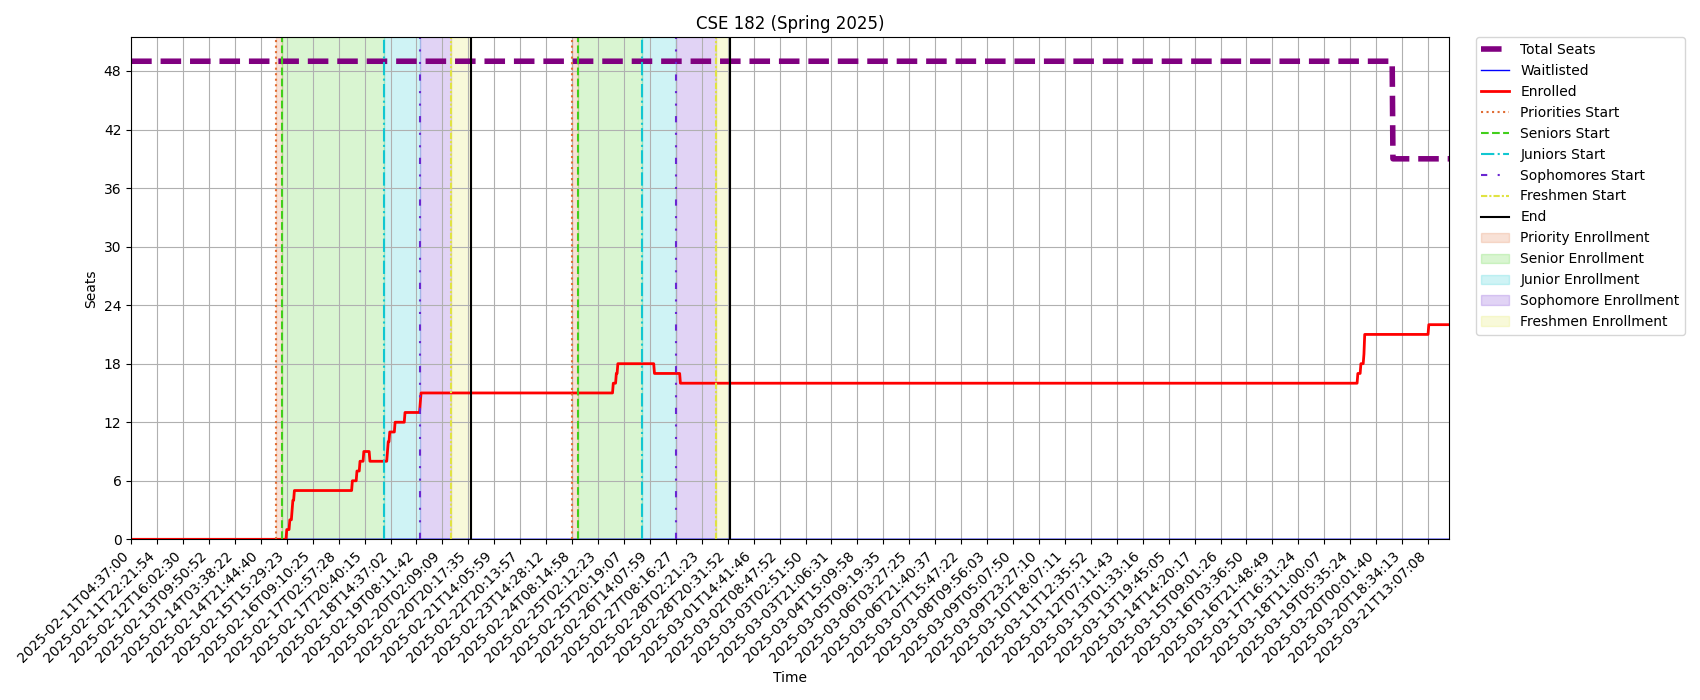 CSE 182 (Spring 2025)
Seats
48
42
36
30
24
18
12
6
0
2025-02-11T04:37:00
2025-02-11T22:21:54
2025-02-12T16:02:30
2025-02-13T09:50:52
2025-02-14T03:38:22
2025-02-14T21:44:40
2025-02-15T15:29:23
2025-02-16T09:10:25
2025-02-17T02:57:28
2025-02-17T20:40:15
2025-02-18T14:37:02
2025-02-19T08:11:42
2025-02-20T02:09:09
2025-02-20T20:17:35
2025-02-21T14:05:59
2025-02-22T20:13:57
2025-02-23T14:28:12
2025-02-24T08:14:58
2025-02-25T02:12:23
2025-02-25T20:19:07
2025-02-26T14:07:59
2025-02-27T08:16:27
2025-02-28T02:21:23
2025-02-28T20:31:52
2025-03-01T14:41:46
2025-03-02T08:47:52
2025-03-03T02:51:50
2025-03-03T21:06:31
2025-03-04T15:09:58
2025-03-05T09:19:35
2025-03-06T03:27:25
2025-03-06T21:40:37
2025-03-07T15:47:22
2025-03-08T09:56:03
2025-03-09T05:07:50
2025-03-09T23:27:10
2025-03-10T18:07:11
2025-03-11T12:35:52
2025-03-12T07:11:43
2025-03-13T01:33:16
2025-03-13T19:45:05
2025-03-14T14:20:17
2025-03-15T09:01:26
2025-03-16T03:36:50
2025-03-16T21:48:49
2025-03-17T16:31:24
2025-03-18T11:00:07
2025-03-19T05:35:24
2025-03-20T00:01:40
2025-03-20T18:34:13
2025-03-21T13:07:08
Time
Total Seats
Waitlisted
Enrolled
Priorities Start
Seniors Start
Juniors Start
Sophomores Start
Freshmen Start
End
Priority Enrollment
Senior Enrollment
Junior Enrollment
Sophomore Enrollment
Freshmen Enrollment